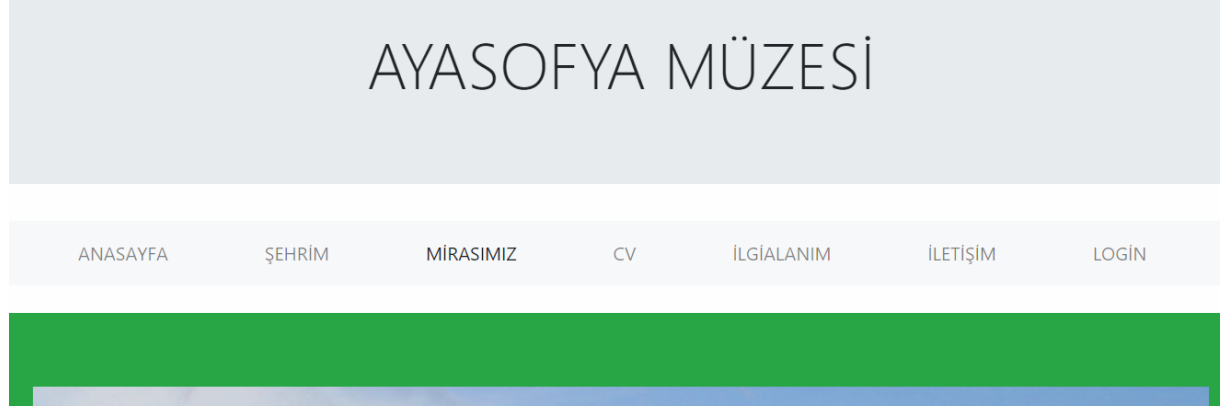 AYASOFYA MÜZESİ
ANASAYFA ŞEHRİM MİRASIMIZ CV İLGİALANIM İLETİŞİM LOGİN